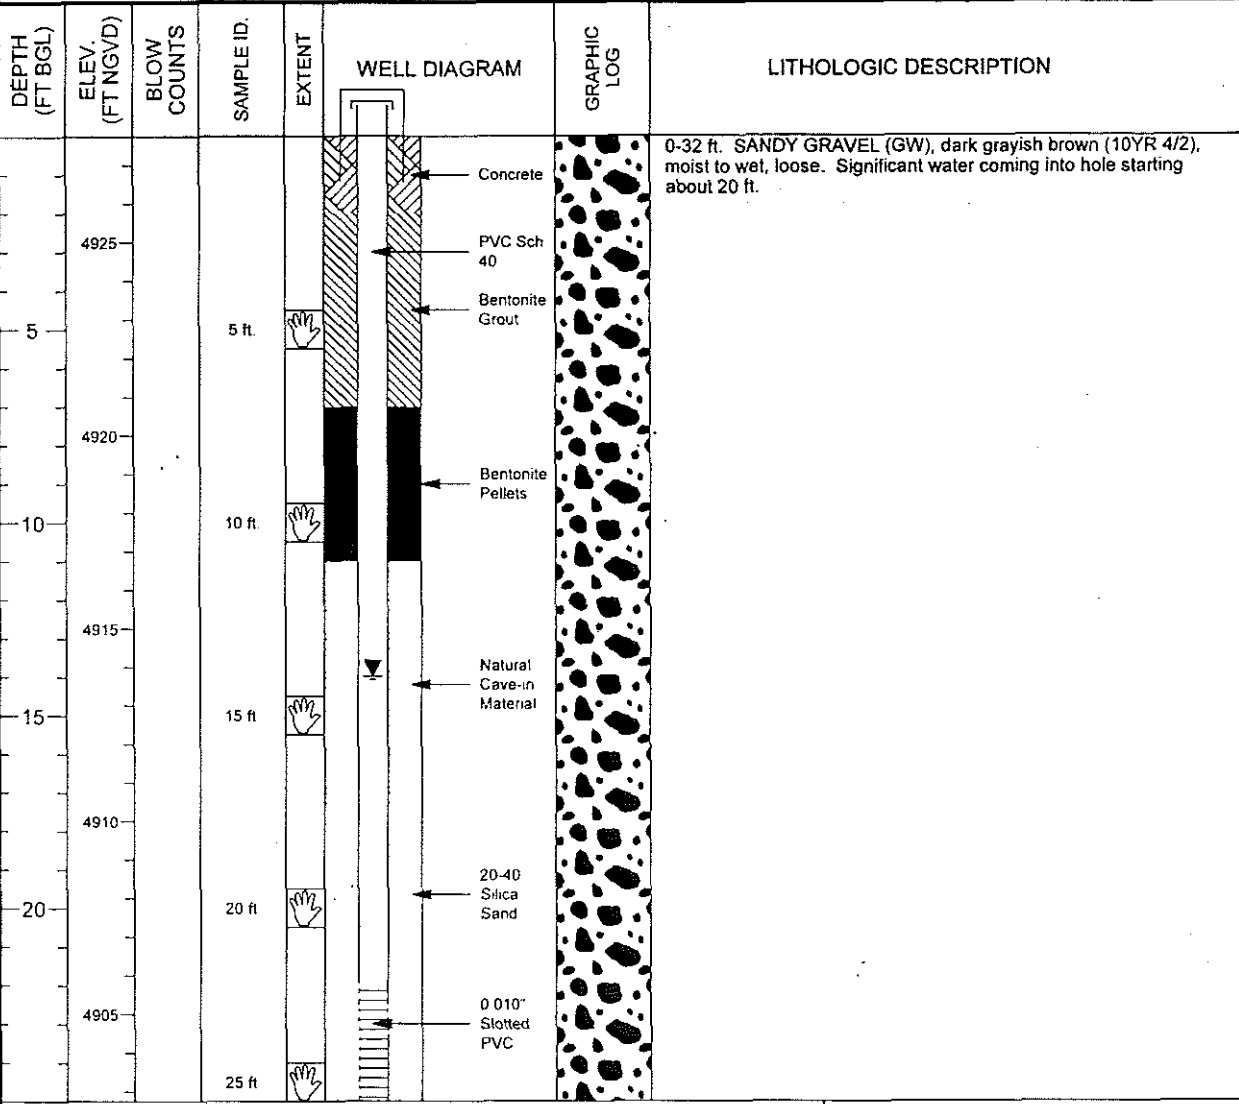 DEPTH
(FT BGL)
ELEV.
(FT NGVD)
BLOW
COUNTS
SAMPLE ID.
EXTENT
WELL DIAGRAM
GRAPHIC
LOG
LITHOLOGIC DESCRIPTION
0-32 ft. SANDY GRAVEL (GW), dark grayish brown (10YR 4/2),
moist to wet, loose. Significant water coming into hole starting
about 20 ft.
Concrete
4925
PVC Sch
40
Bentonite
Grout
5
5 ft.
4920
Bentonite
Pellets
10
10 ft.
4915
Natural
Cave-in
Material
15
15 ft
4910
20-40
Silica
Sand
20
20 ft
4905
0 010"
Slotted
PVC
25 ft